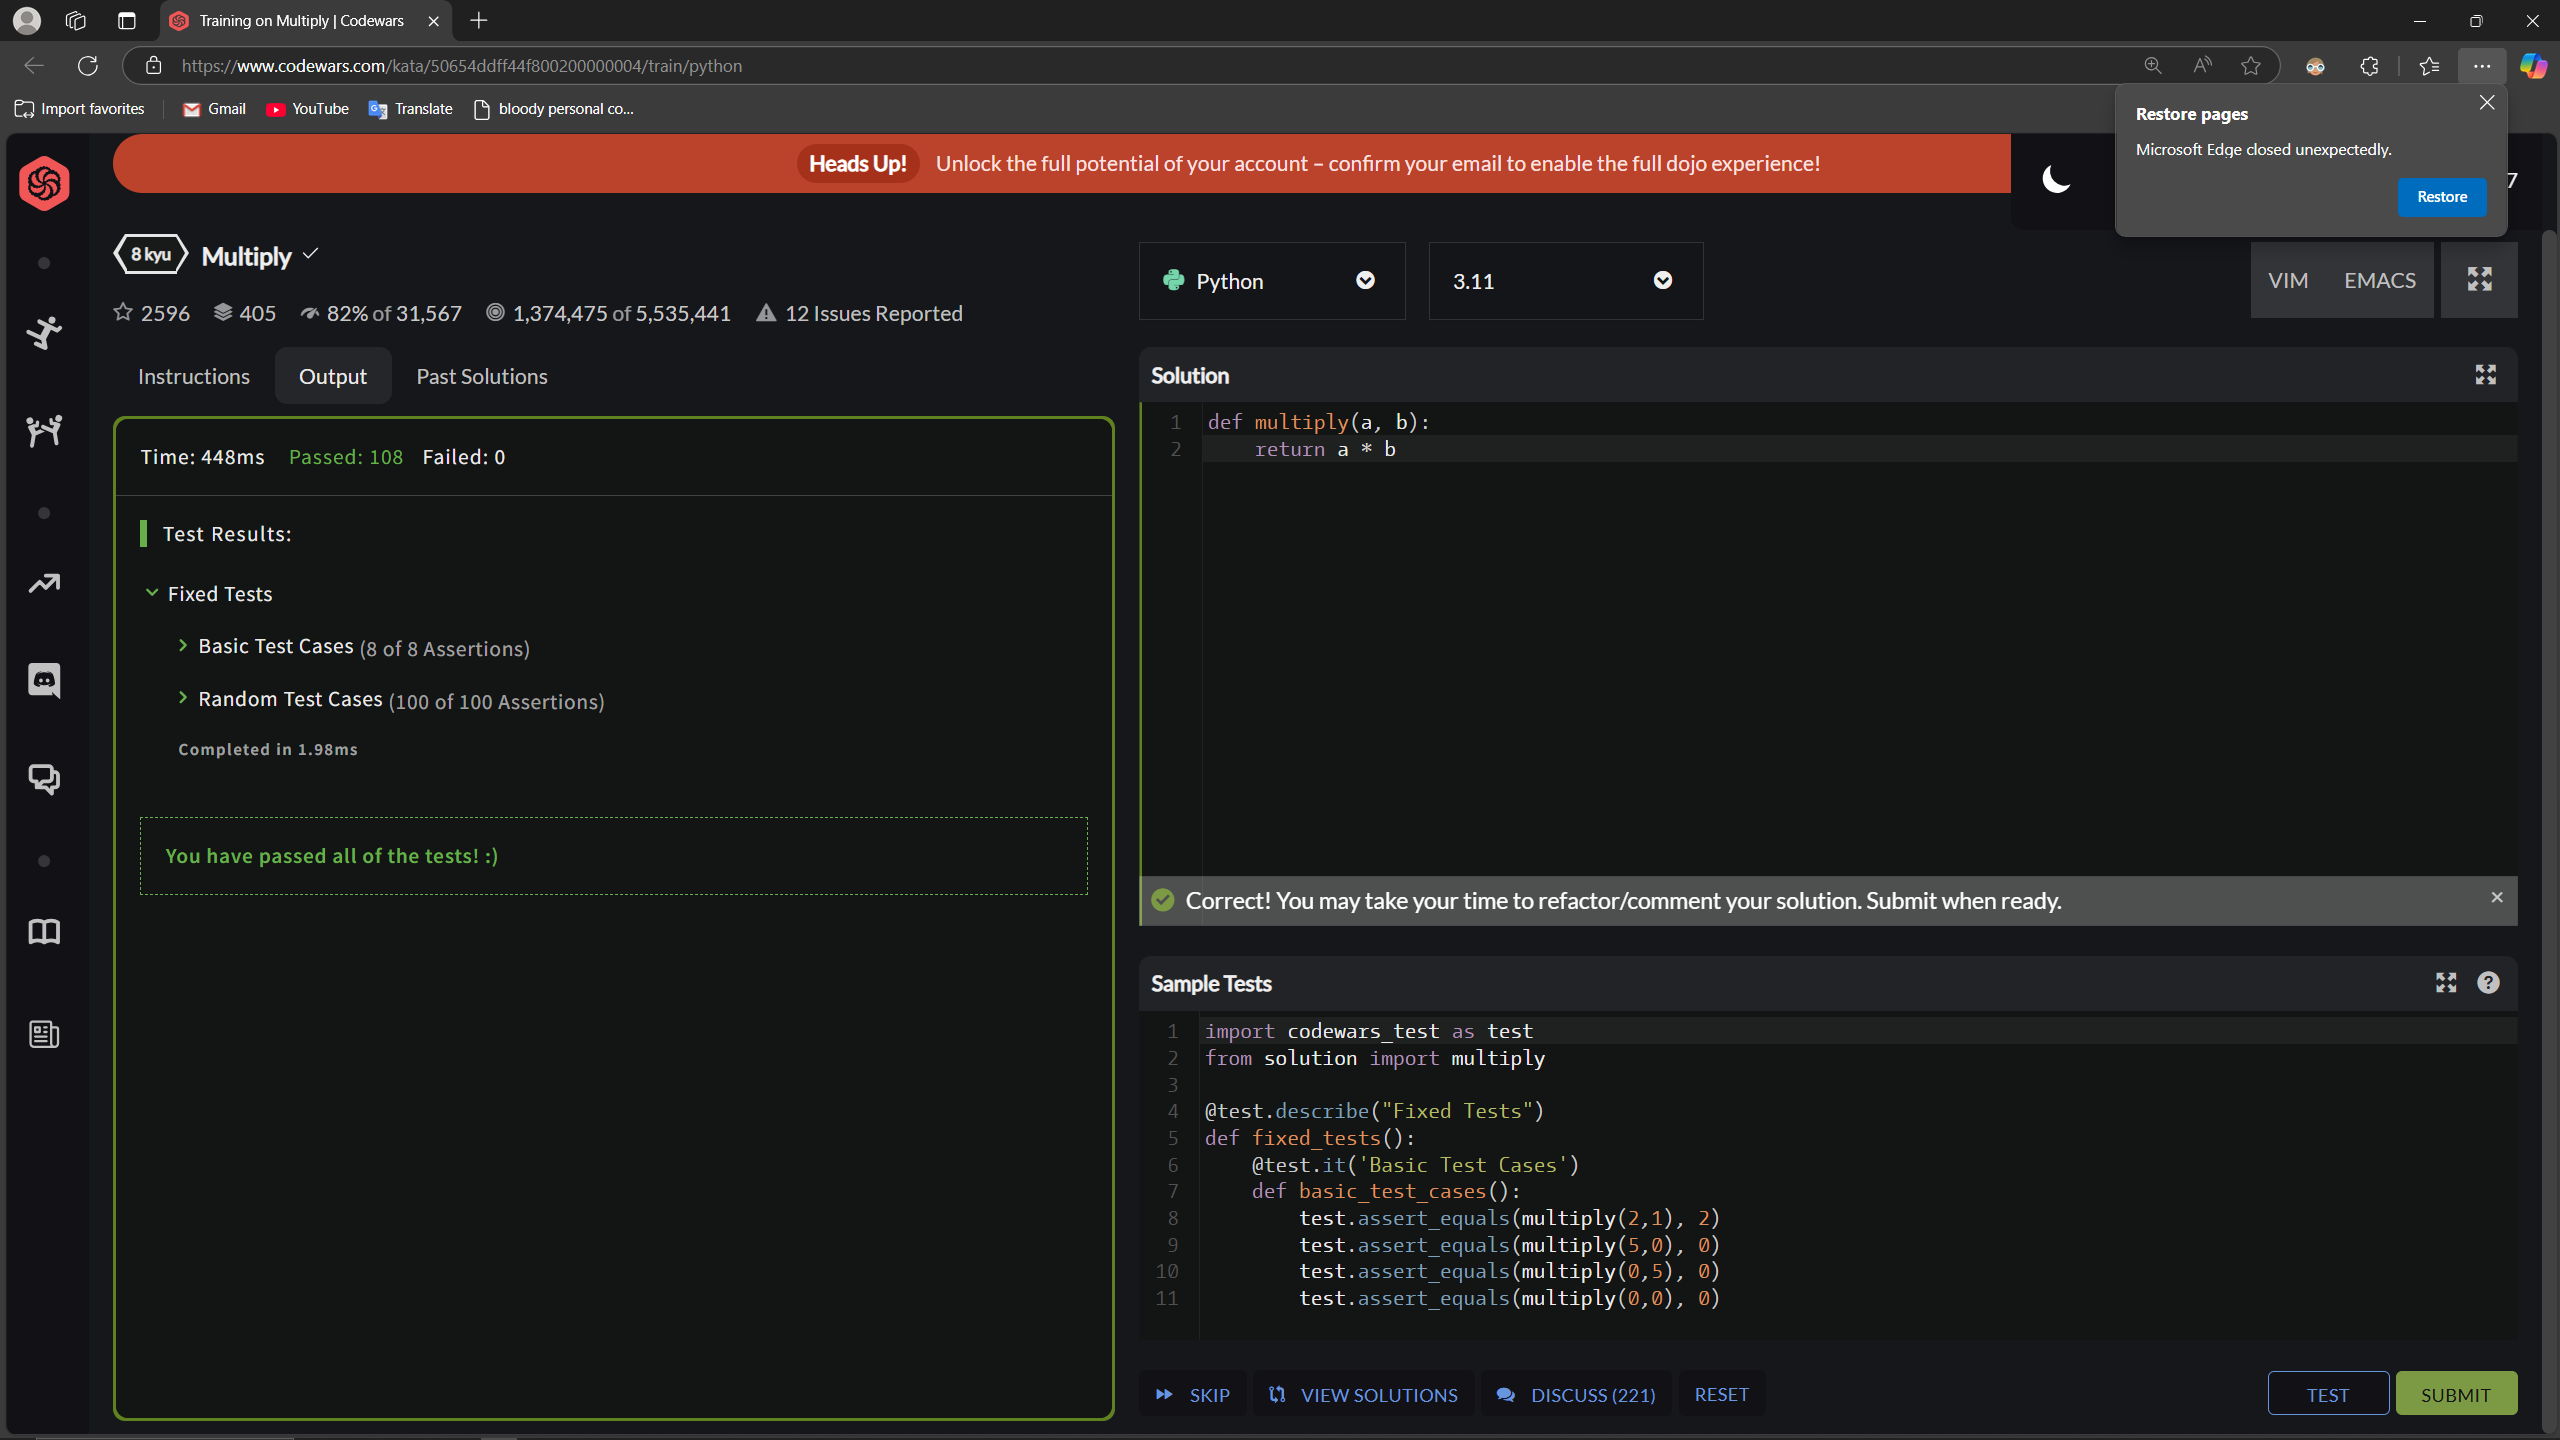 Training on Multiply | Codewars
https://www.codewars.com/kata/50654ddff44f800200000004/train/python
Import favorites
Gmail
YouTube
Translate
bloody personal co...
Restore pages
Microsoft Edge closed unexpectedly.
Restore
Heads Up! Unlock the full potential of your account – confirm your email to enable the full dojo experience!
7
8 kyu Multiply
2596 405 82% of 31,567 1,374,475 of 5,535,441 12 Issues Reported
Python
3.11
VIM EMACS
Instructions
Output
Past Solutions
Time: 448ms Passed: 108 Failed: 0
Test Results:
Fixed Tests
Basic Test Cases (8 of 8 Assertions)
Random Test Cases (100 of 100 Assertions)
Completed in 1.98ms
You have passed all of the tests! :)
Solution
1 def multiply(a, b):
2     return a * b
Correct! You may take your time to refactor/comment your solution. Submit when ready.
Sample Tests
1 import codewars_test as test
2 from solution import multiply
3
4 @test.describe("Fixed Tests")
5 def fixed_tests():
6     @test.it('Basic Test Cases')
7     def basic_test_cases():
8         test.assert_equals(multiply(2,1), 2)
9         test.assert_equals(multiply(5,0), 0)
10         test.assert_equals(multiply(0,5), 0)
11         test.assert_equals(multiply(0,0), 0)
SKIP
VIEW SOLUTIONS
DISCUSS (221)
RESET
TEST
SUBMIT